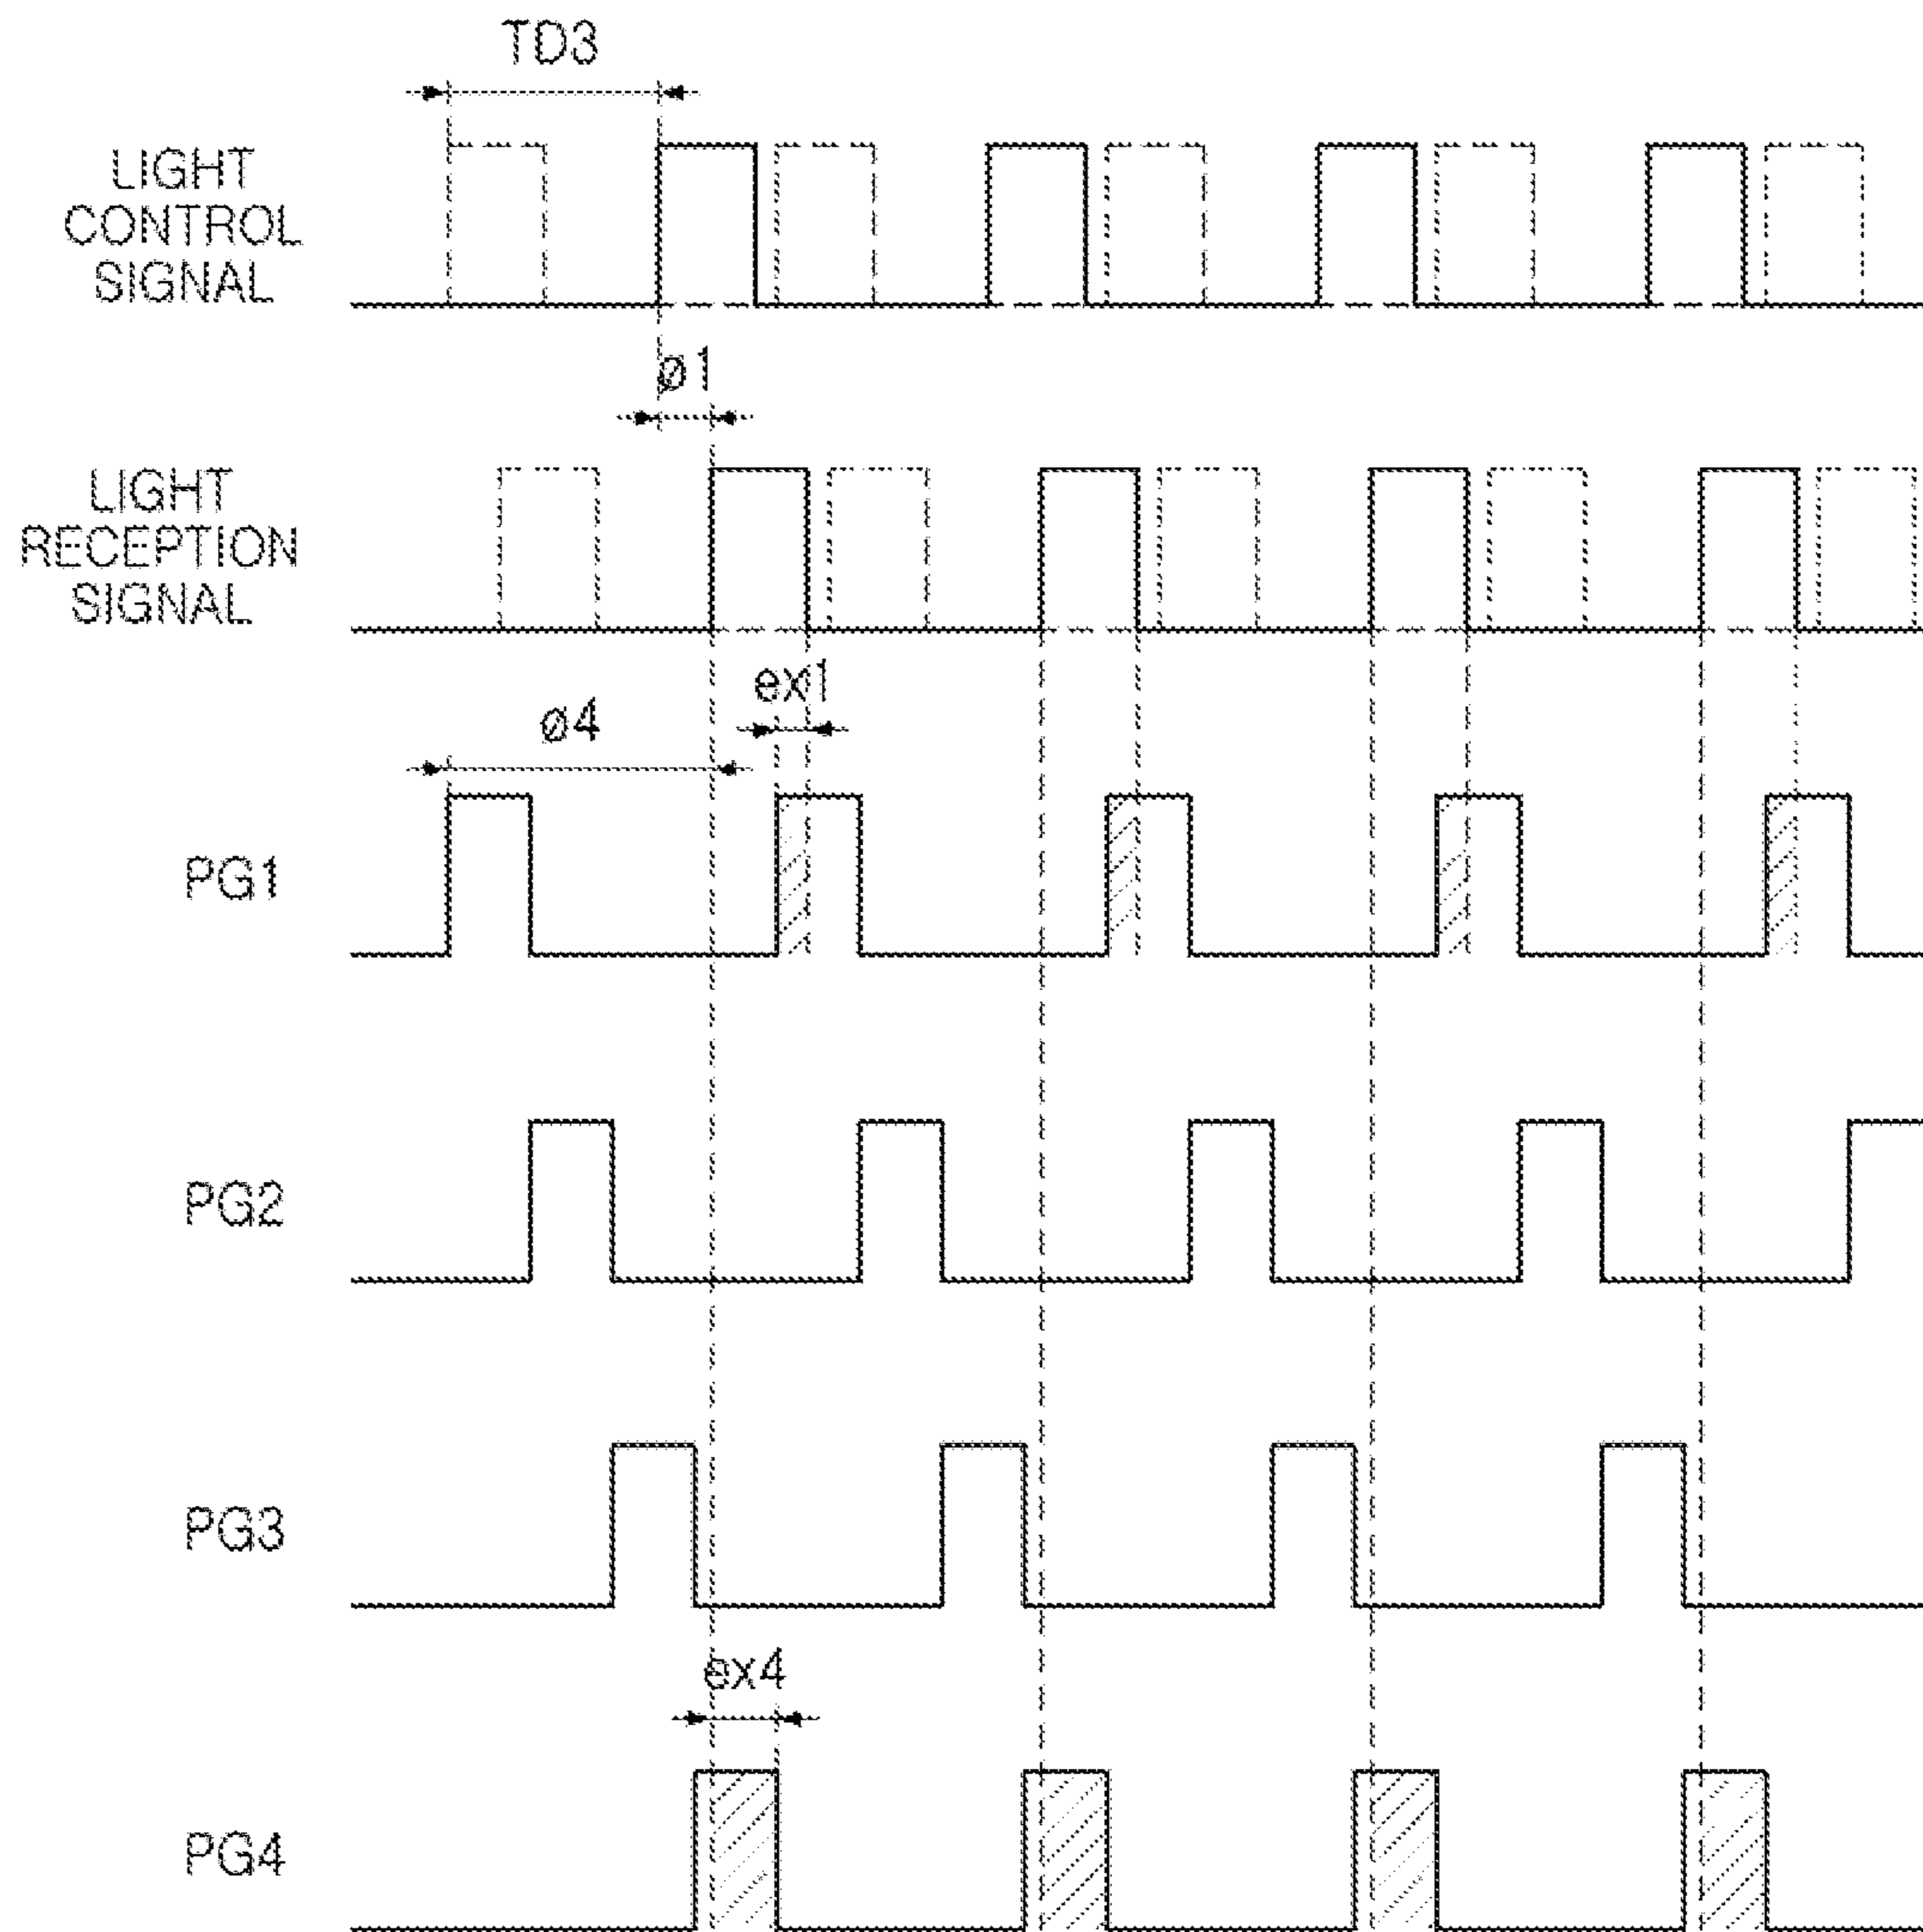 TD3
LIGHT
CONTROL
SIGNAL
ø1
LIGHT
RECEPTION
SIGNAL
ex1
ø4
PG1
PG2
PG3
ex4
PG4